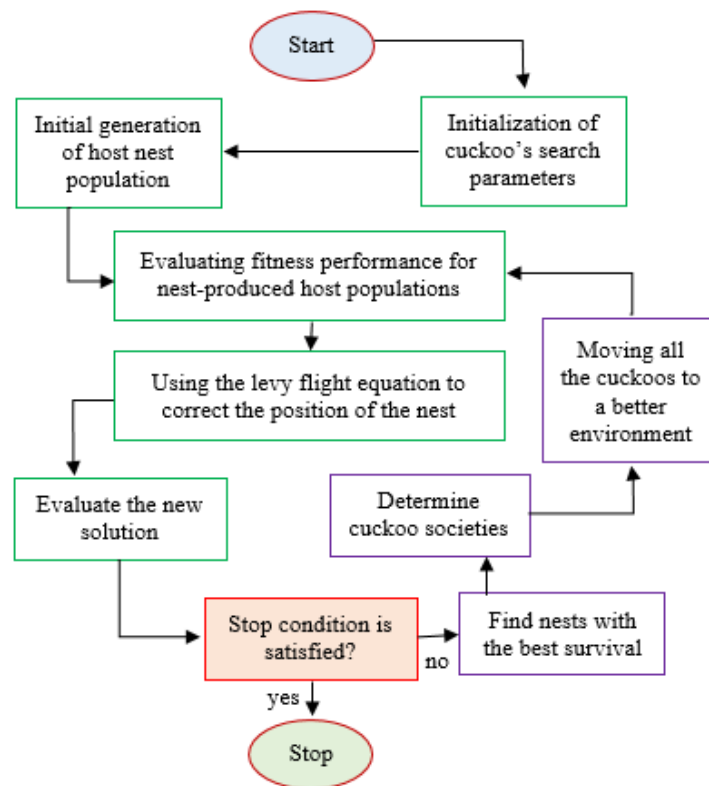 Start
Initialization of
cuckoo's search
parameters
Initial generation
of host nest
population
Evaluating fitness performance for
nest-produced host populations
Using the levy flight equation to
correct the position of the nest
Evaluate the new
solution
Stop condition is
satisfied?
no
yes
Stop
Find nests with
the best survival
Determine
cuckoo societies
Moving all
the cuckoos to
a better
environment